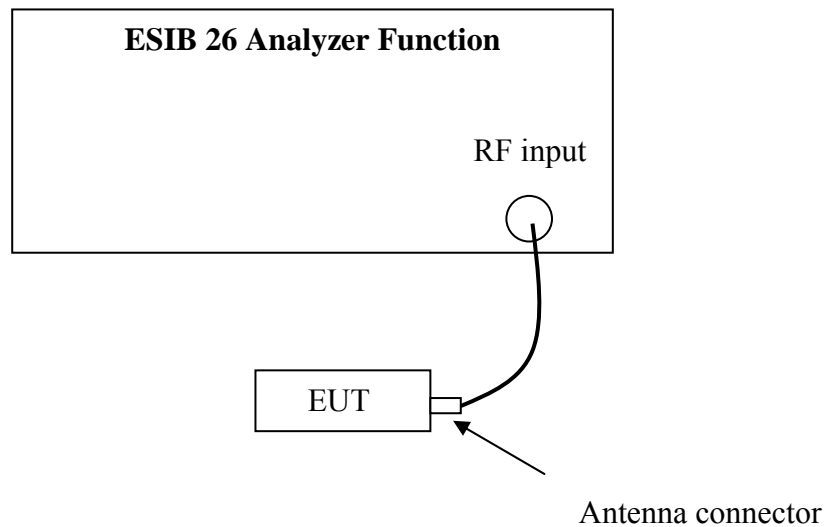 ESIB 26 Analyzer Function
RF input
EUT
Antenna connector